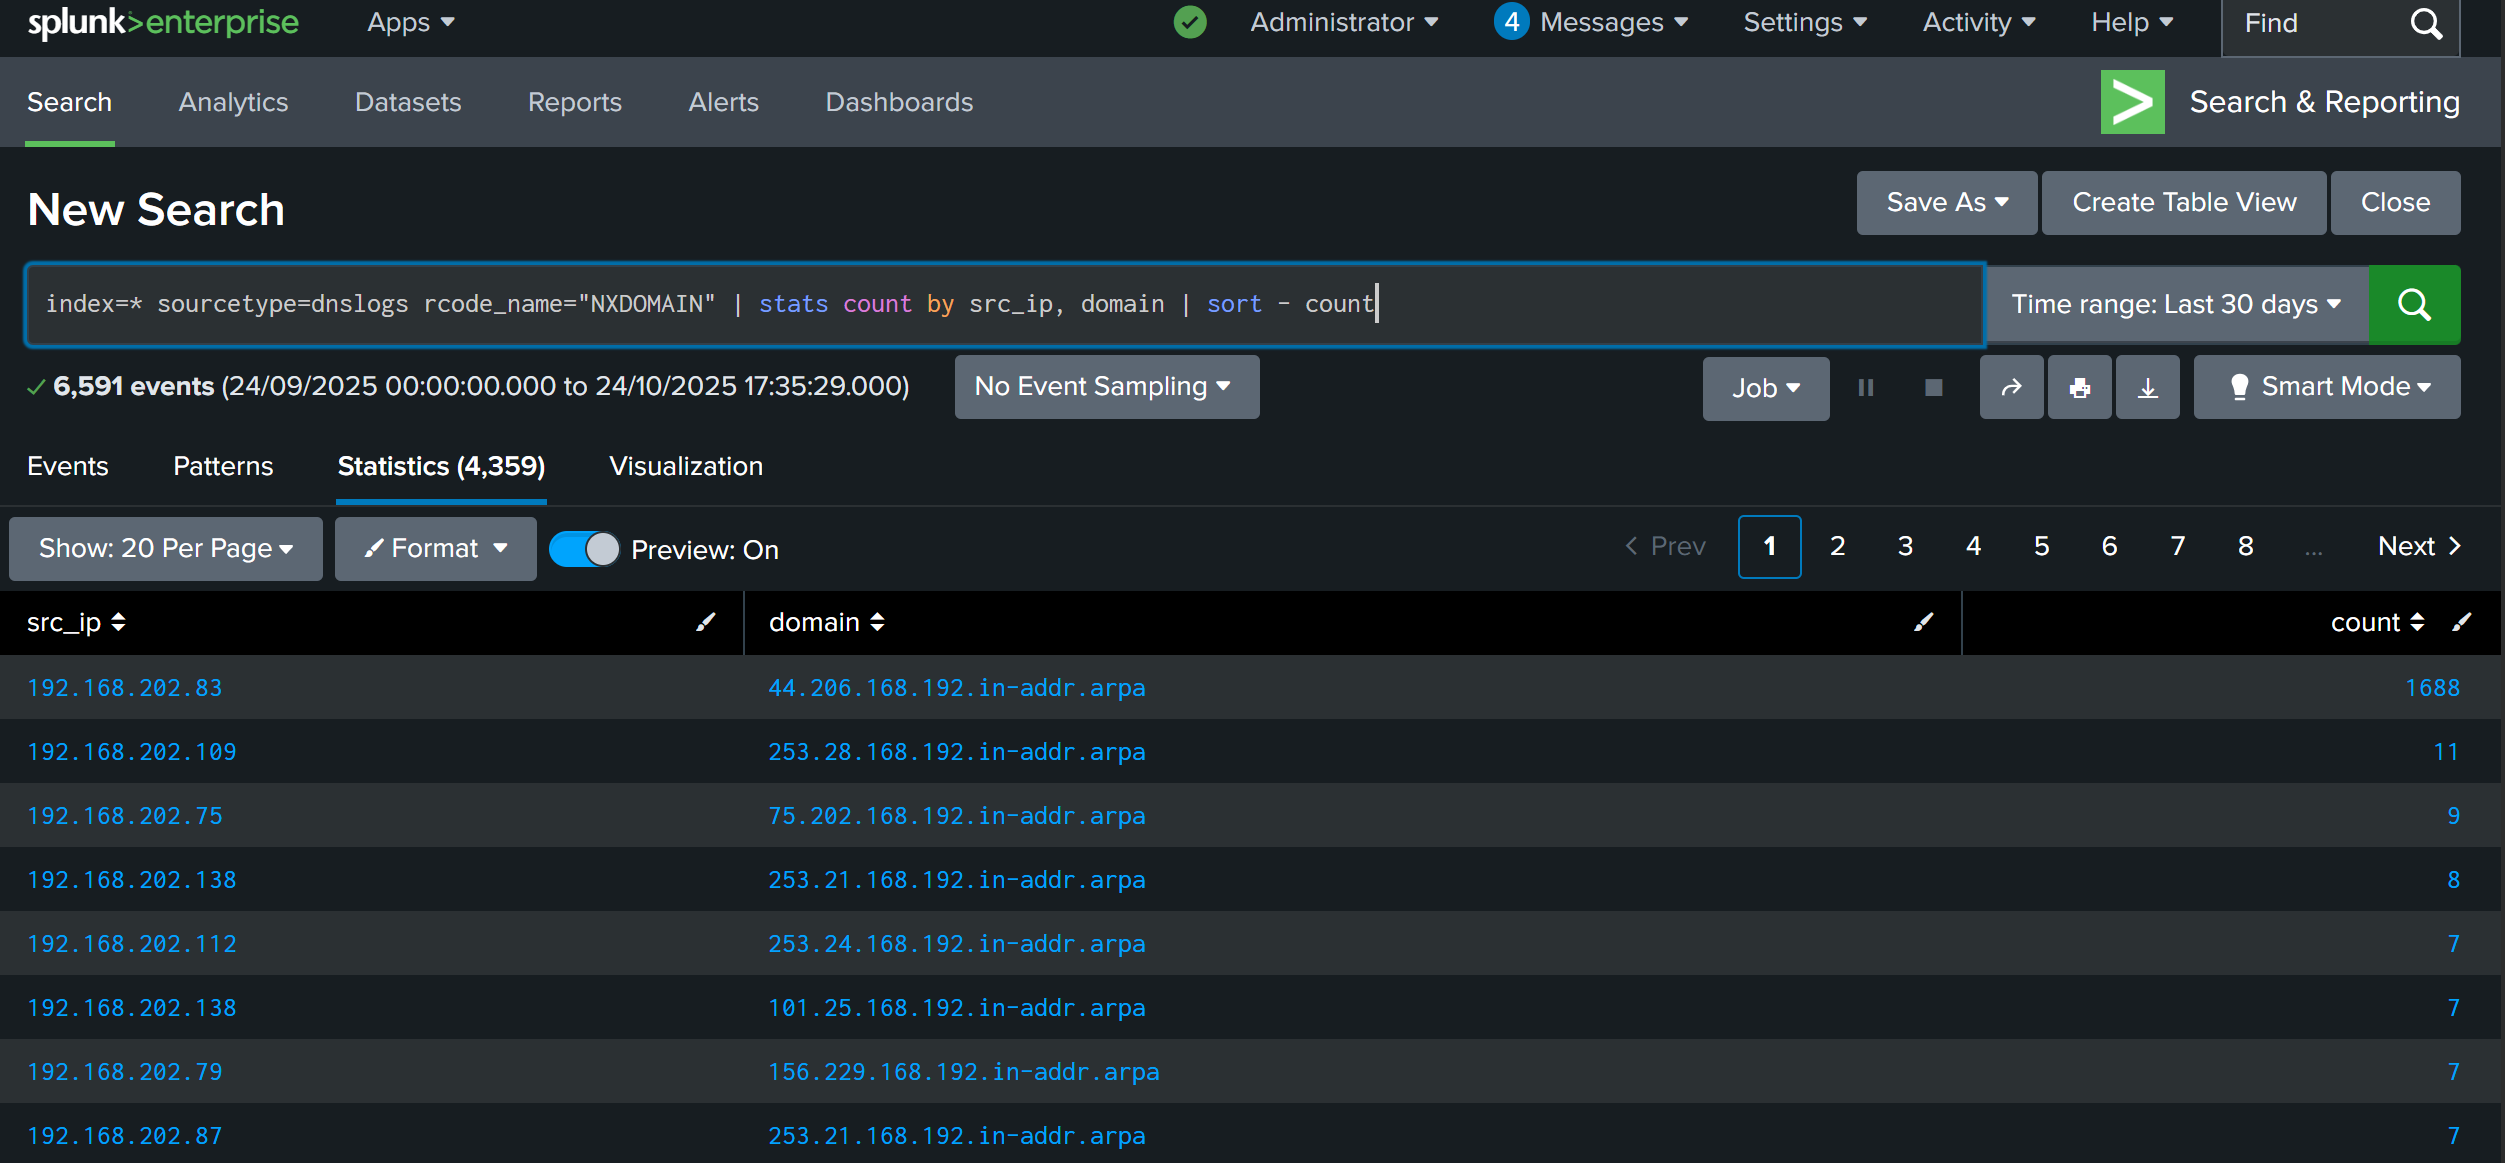 splunk>enterprise Apps Administrator 4 Messages Settings Activity Help Find
Search Analytics Datasets Reports Alerts Dashboards Search & Reporting
New Search Save As Create Table View Close
index=* sourcetype=dnslogs rcode_name="NXDOMAIN" | stats count by src_ip, domain | sort - count Time range: Last 30 days
6,591 events (24/09/2025 00:00:00.000 to 24/10/2025 17:35:29.000) No Event Sampling Job Smart Mode
Events Patterns Statistics (4,359) Visualization
Show: 20 Per Page Format Preview: On < Prev 1 2 3 4 5 6 7 8 ... Next >
src_ip domain count
192.168.202.83 44.206.168.192.in-addr.arpa 1688
192.168.202.109 253.28.168.192.in-addr.arpa 11
192.168.202.75 75.202.168.192.in-addr.arpa 9
192.168.202.138 253.21.168.192.in-addr.arpa 8
192.168.202.112 253.24.168.192.in-addr.arpa 7
192.168.202.138 101.25.168.192.in-addr.arpa 7
192.168.202.79 156.229.168.192.in-addr.arpa 7
192.168.202.87 253.21.168.192.in-addr.arpa 7